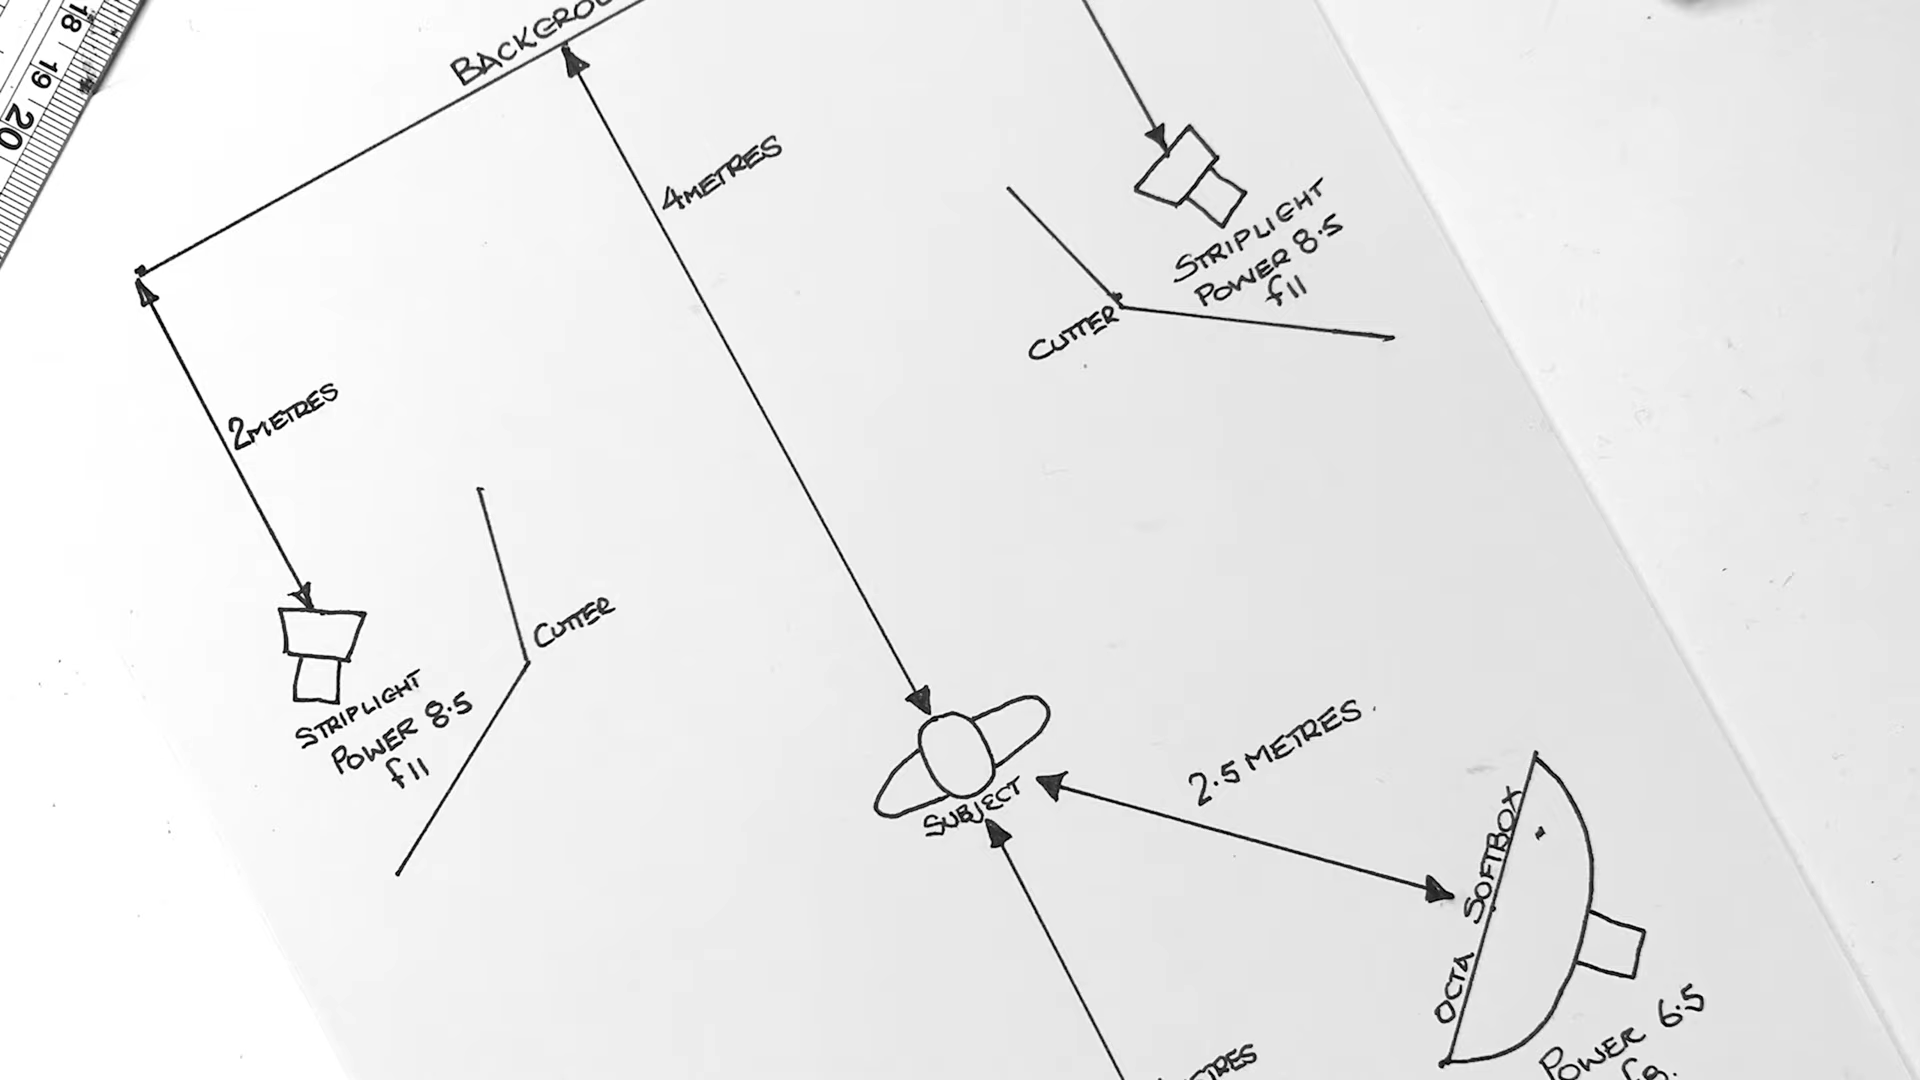 18
19
20
4METRES
STRIPLIGHT
POWER 8.5
f11
CUTTER
2METRES
CUTTER
STRIPLIGHT
POWER 8.5
f11
SUBJECT
2.5 METRES
OCTA SOFTBOX
POWER 6.5
f8.